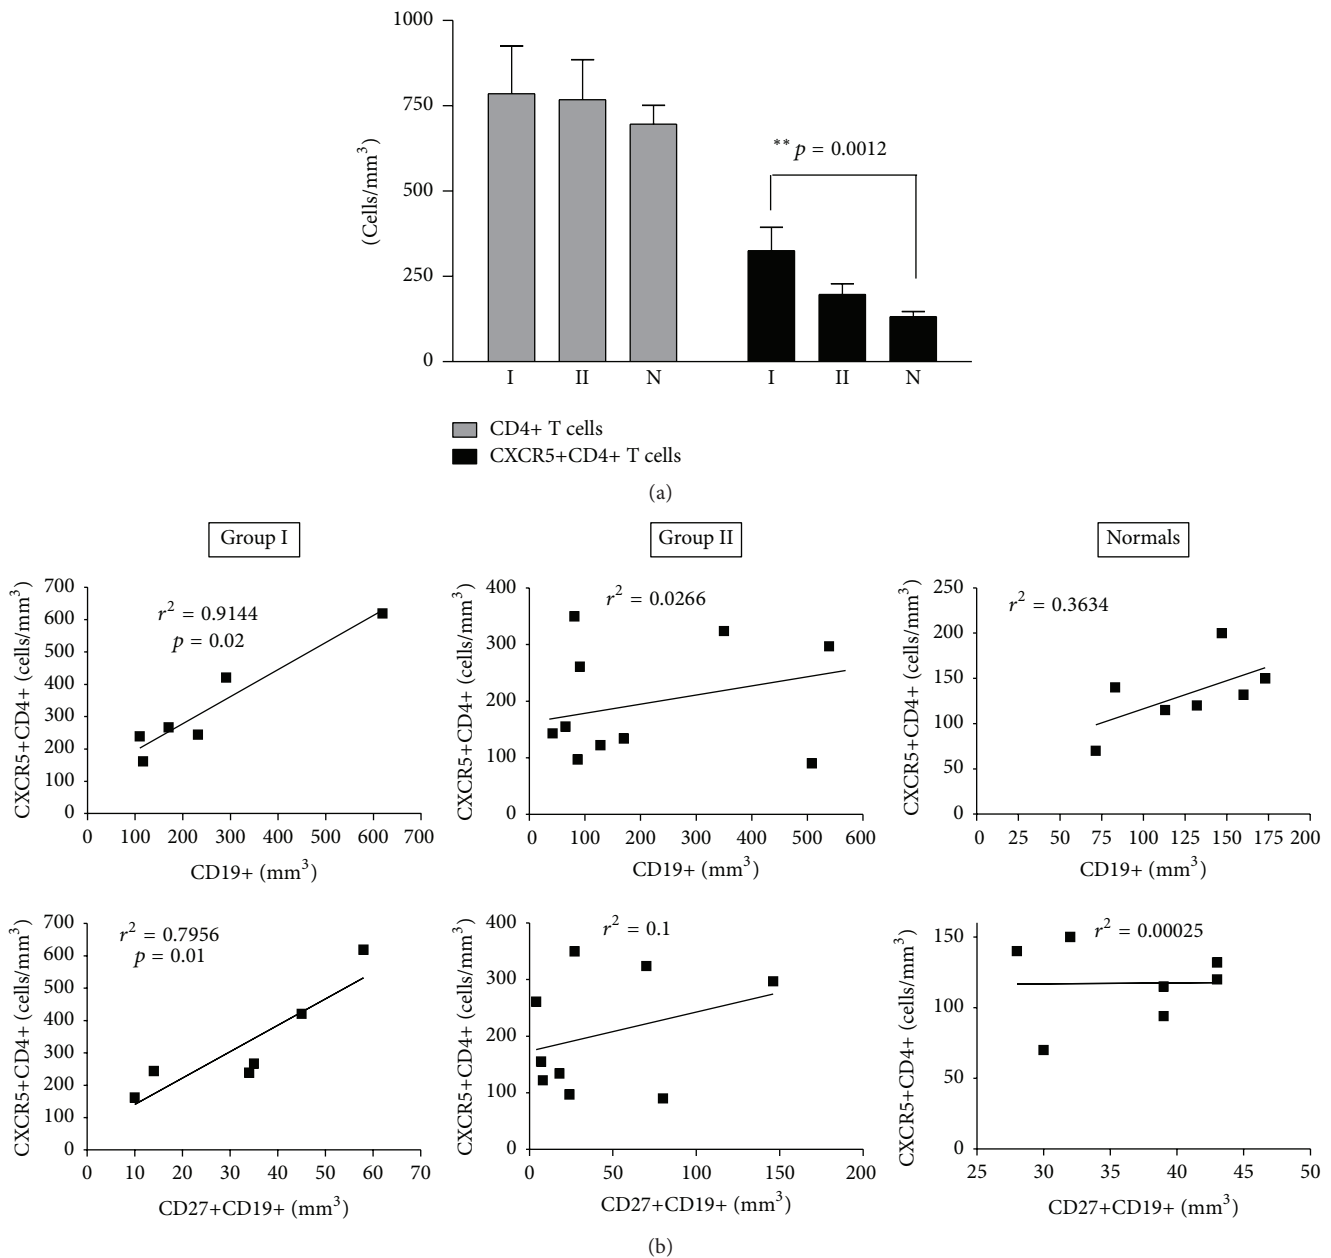 1000
750
500
250
0
(Cells/mm³)
** p = 0.0012
I II N I II N
CD4+ T cells
CXCR5+CD4+ T cells
(a)
Group I
700
600
500
400
300
200
100
0
CXCR5+CD4+ (cells/mm³)
r² = 0.9144
p = 0.02
0 100 200 300 400 500 600 700
CD19+ (mm³)
Group II
400
300
200
100
0
CXCR5+CD4+ (cells/mm³)
r² = 0.0266
0 100 200 300 400 500 600
CD19+ (mm³)
Normals
250
200
150
100
50
0
CXCR5+CD4+ (cells/mm³)
r² = 0.3634
0 25 50 75 100 125 150 175 200
CD19+ (mm³)
700
600
500
400
300
200
100
0
CXCR5+CD4+ (cells/mm³)
r² = 0.7956
p = 0.01
0 10 20 30 40 50 60 70
CD27+CD19+ (mm³)
400
300
200
100
0
CXCR5+CD4+ (cells/mm³)
r² = 0.1
0 50 100 150 200
CD27+CD19+ (mm³)
150
100
50
0
CXCR5+CD4+ (cells/mm³)
r² = 0.00025
25 30 35 40 45 50
CD27+CD19+ (mm³)
(b)